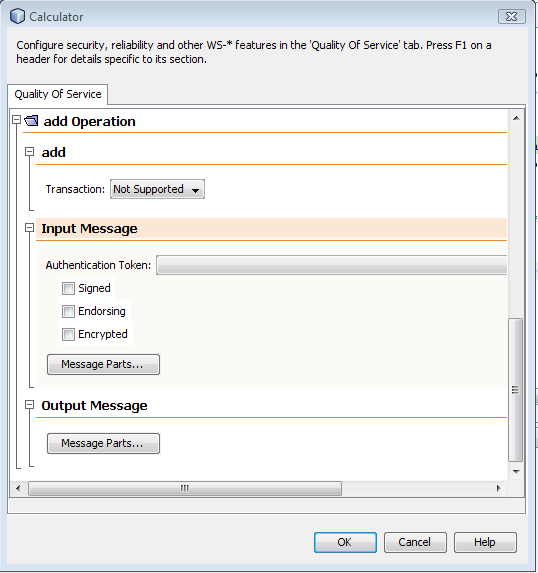 Calculator
Configure security, reliability and other WS-* features in the 'Quality Of Service' tab. Press F1 on a
header for details specific to its section.
Quality Of Service
add Operation
add
Transaction: Not Supported
Input Message
Authentication Token:
Signed
Endorsing
Encrypted
Message Parts...
Output Message
Message Parts...
OK Cancel Help